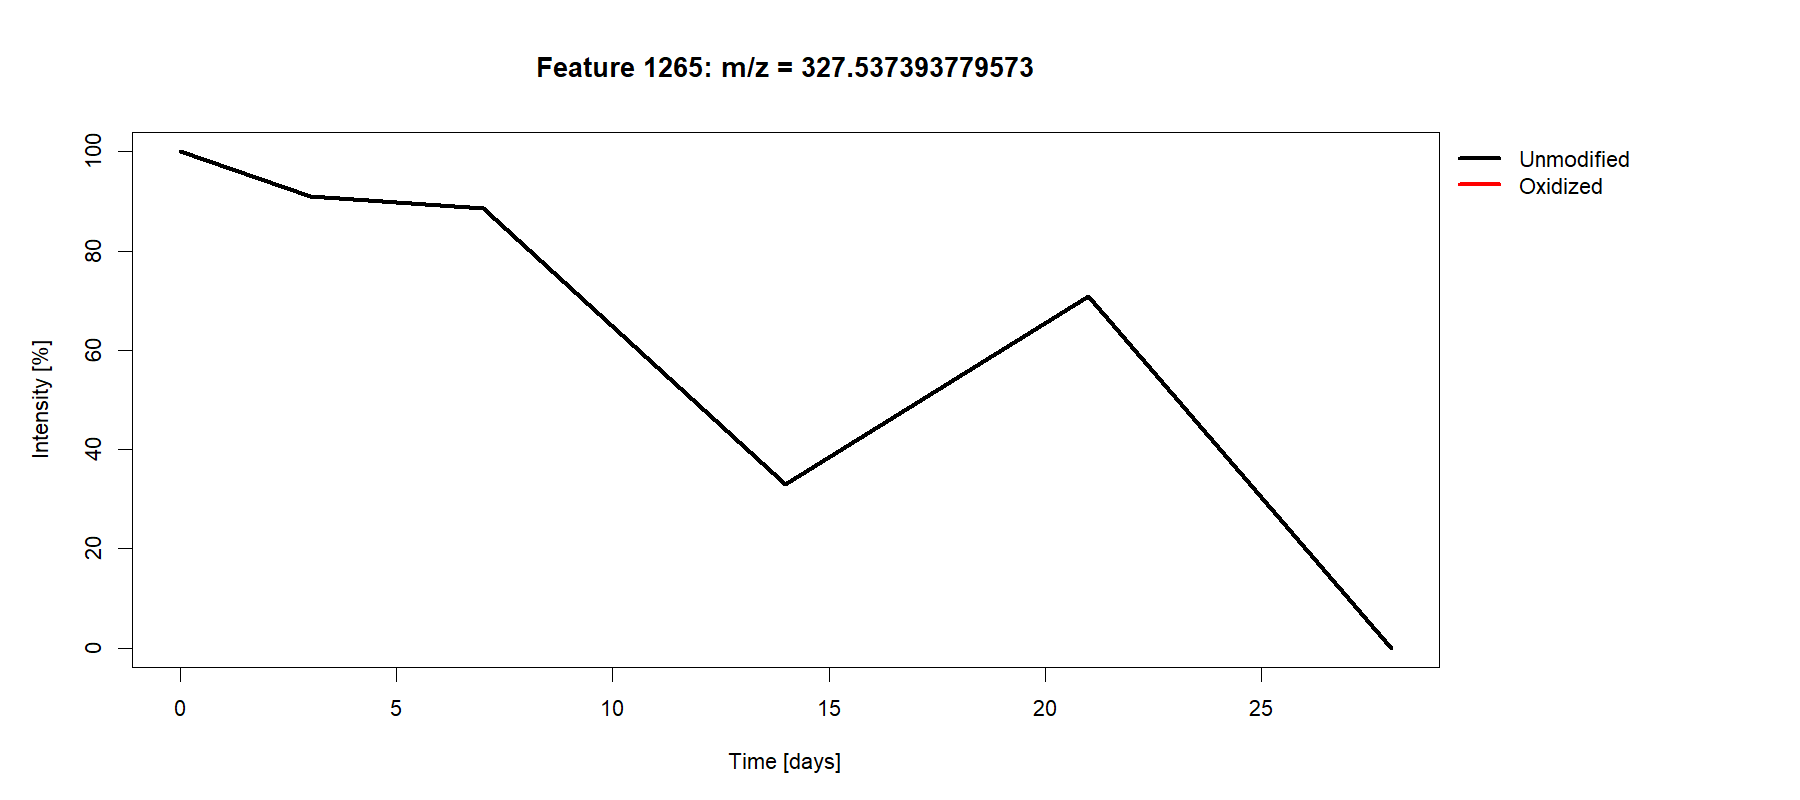 Feature 1265: m/z = 327.537393779573
Unmodified
Oxidized
Intensity [%]
100
80
60
40
20
0
0 5 10 15 20 25
Time [days]